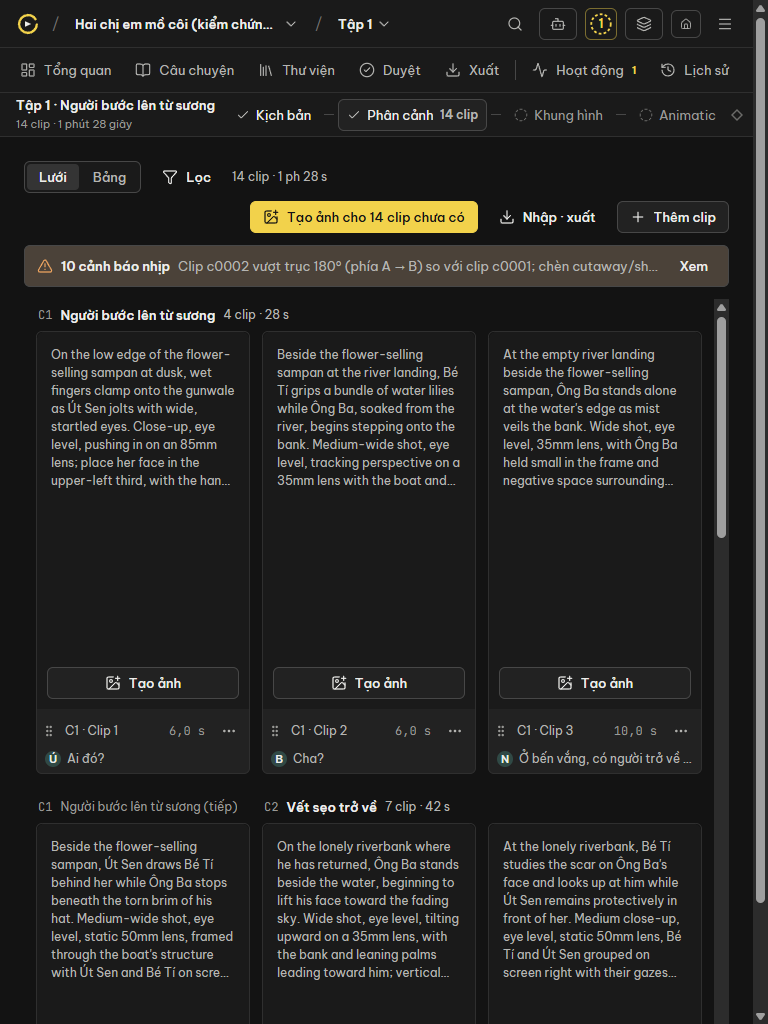 / Hai chị em mồ côi (kiểm chứn... / Tập 1 1
Tổng quan Câu chuyện Thư viện Duyệt Xuất Hoạt động 1 Lịch sử
Tập 1 · Người bước lên từ sương
14 clip · 1 phút 28 giây
Kịch bản Phân cảnh 14 clip Khung hình Animatic
Lưới Bảng Lọc 14 clip · 1 ph 28 s
Tạo ảnh cho 14 clip chưa có Nhập · xuất Thêm clip
10 cảnh báo nhịp Clip c0002 vượt trục 180° (phía A → B) so với clip c0001; chèn cutaway/sh... Xem
C1 Người bước lên từ sương 4 clip · 28 s
On the low edge of the flower-
selling sampan at dusk, wet
fingers clamp onto the gunwale
as Út Sen jolts with wide,
startled eyes. Close-up, eye
level, pushing in on an 85mm
lens; place her face in the
upper-left third, with the han...
Tạo ảnh
C1 · Clip 1 6,0 s
Ú Ai đó?
Beside the flower-selling
sampan at the river landing, Bé
Tí grips a bundle of water lilies
while Ông Ba, soaked from the
river, begins stepping onto the
bank. Medium-wide shot, eye
level, tracking perspective on a
35mm lens with the boat and...
Tạo ảnh
C1 · Clip 2 6,0 s
B Cha?
At the empty river landing
beside the flower-selling
sampan, Ông Ba stands alone
at the water's edge as mist
veils the bank. Wide shot, eye
level, 35mm lens, with Ông Ba
held small in the frame and
negative space surrounding...
Tạo ảnh
C1 · Clip 3 10,0 s
N Ở bến vắng, có người trở về ...
C1 Người bước lên từ sương (tiếp)
Beside the flower-selling
sampan, Út Sen draws Bé Tí
behind her while Ông Ba stops
beneath the torn brim of his
hat. Medium-wide shot, eye
level, static 50mm lens, framed
through the boat's structure
with Út Sen and Bé Tí on scre...
C2 Vết sẹo trở về 7 clip · 42 s
On the lonely riverbank where
he has returned, Ông Ba stands
beside the water, beginning to
lift his face toward the fading
sky. Wide shot, eye level, tilting
upward on a 35mm lens, with
the bank and leaning palms
leading toward him; vertical...
At the lonely riverbank, Bé Tí
studies the scar on Ông Ba's
face and looks up at him while
Út Sen remains protectively in
front of her. Medium close-up,
eye level, static 50mm lens, Bé
Tí and Út Sen grouped on
screen right with their gazes...